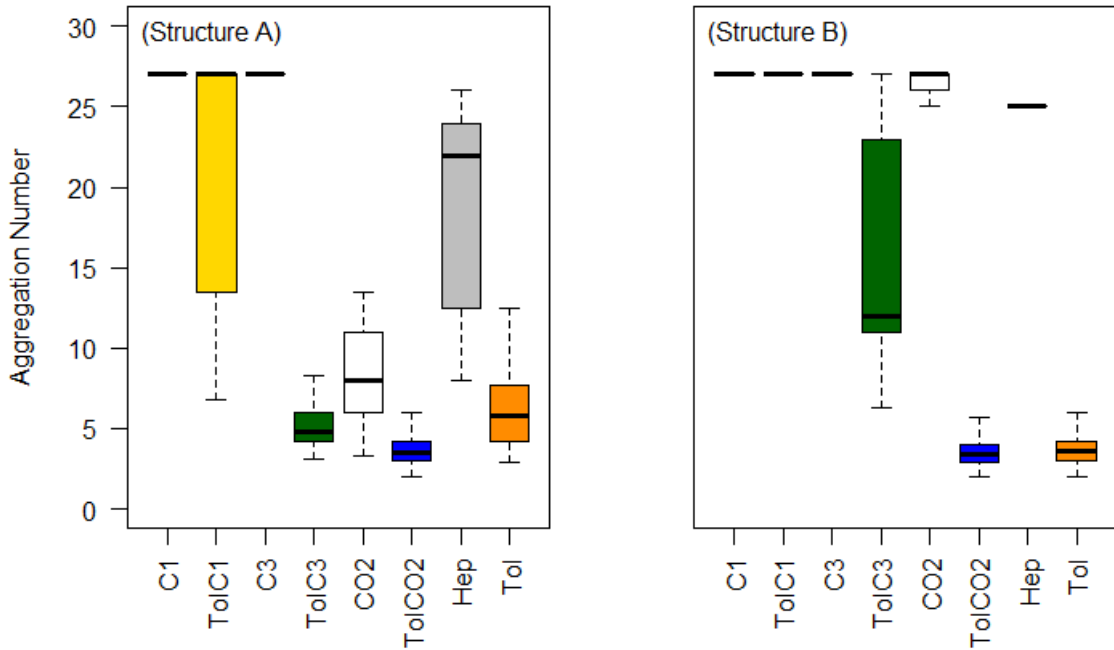 (Structure A)
(Structure B)
Aggregation Number
30
25
20
15
10
5
0
C1
TolC1
C3
TolC3
CO2
TolCO2
Hep
Tol
C1
TolC1
C3
TolC3
CO2
TolCO2
Hep
Tol